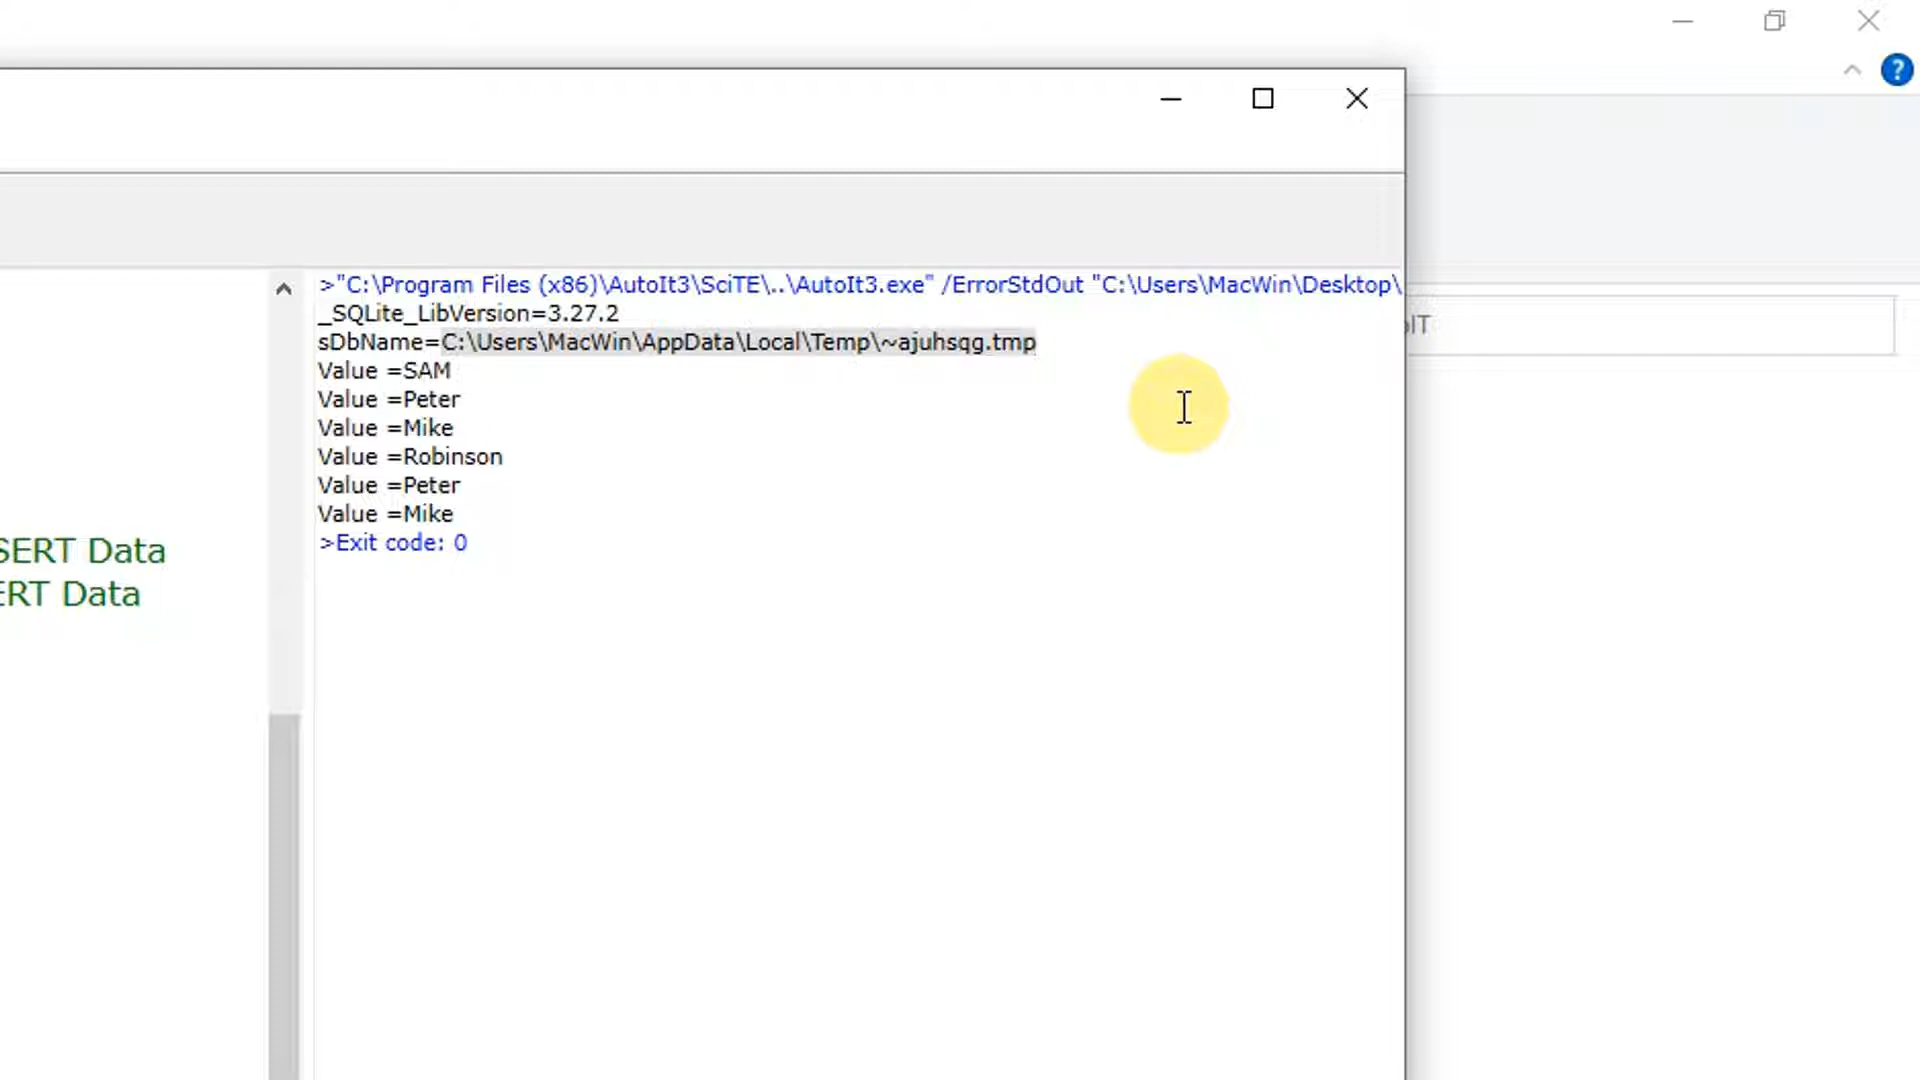 >"C:\Program Files (x86)\AutoIt3\SciTE\..\AutoIt3.exe" /ErrorStdOut "C:\Users\MacWin\Desktop\
_SQLite_LibVersion=3.27.2
sDbName=C:\Users\MacWin\AppData\Local\Temp\~ajuhsqg.tmp
Value =SAM
Value =Peter
Value =Mike
Value =Robinson
Value =Peter
Value =Mike
>Exit code: 0
SERT Data
ERT Data
oIT
?